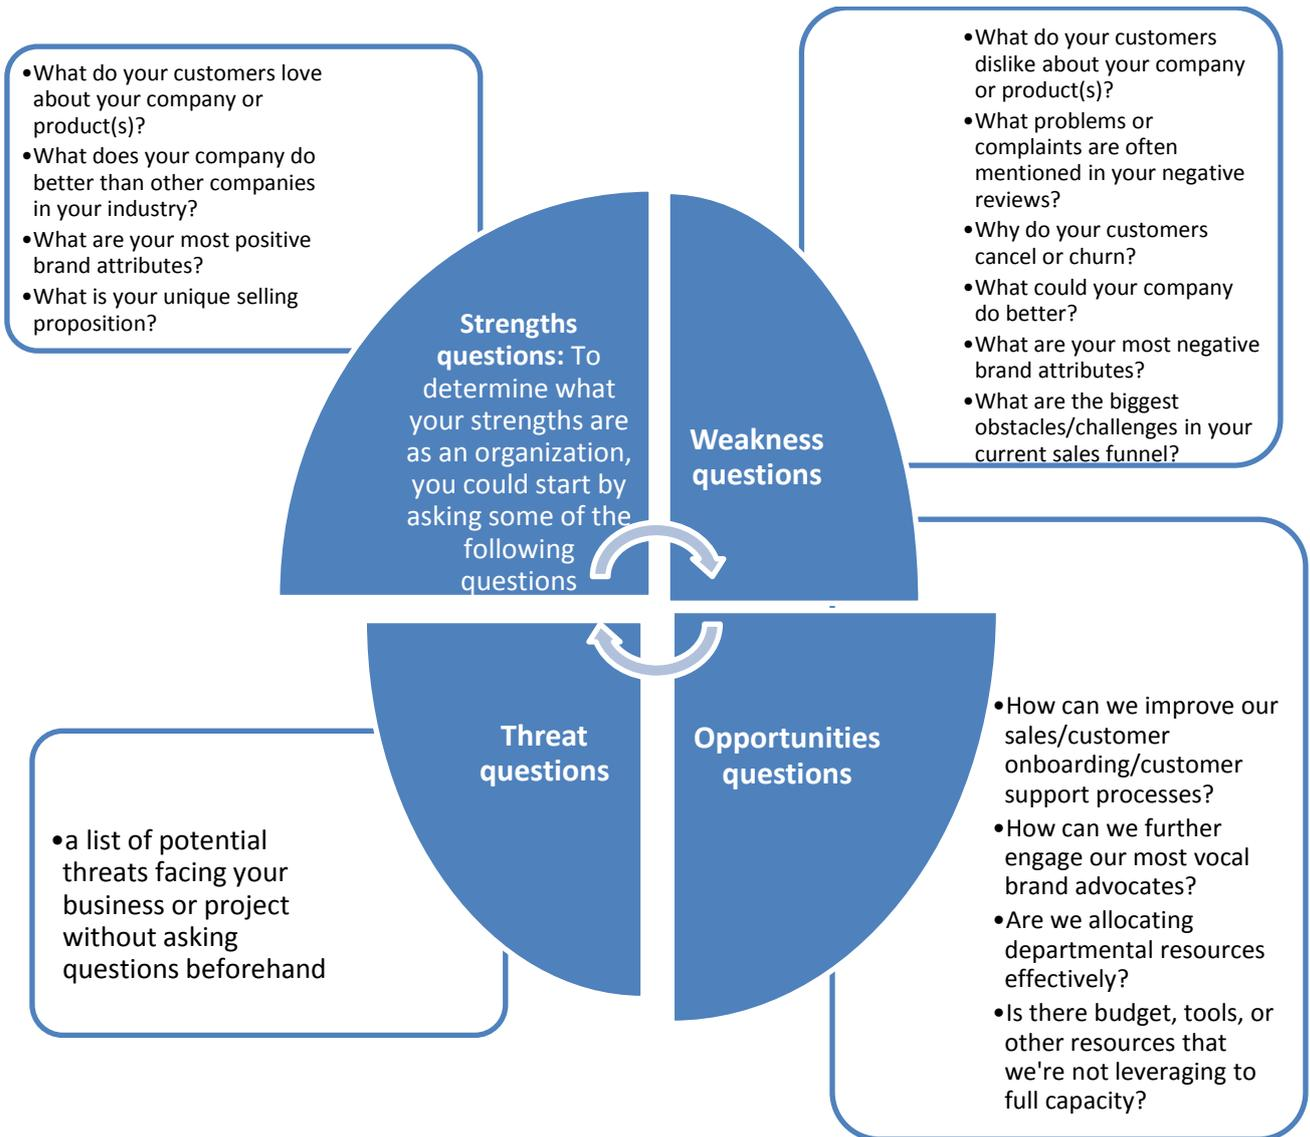 •What do your customers love
about your company or
product(s)?
•What does your company do
better than other companies
in your industry?
•What are your most positive
brand attributes?
•What is your unique selling
proposition?
•What do your customers
dislike about your company
or product(s)?
•What problems or
complaints are often
mentioned in your negative
reviews?
•Why do your customers
cancel or churn?
•What could your company
do better?
•What are your most negative
brand attributes?
•What are the biggest
obstacles/challenges in your
current sales funnel?
Strengths
questions: To
determine what
your strengths are
as an organization,
you could start by
asking some of the
following
questions
Weakness
questions
Threat
questions
Opportunities
questions
•a list of potential
threats facing your
business or project
without asking
questions beforehand
•How can we improve our
sales/customer
onboarding/customer
support processes?
•How can we further
engage our most vocal
brand advocates?
•Are we allocating
departmental resources
effectively?
•Is there budget, tools, or
other resources that
we're not leveraging to
full capacity?